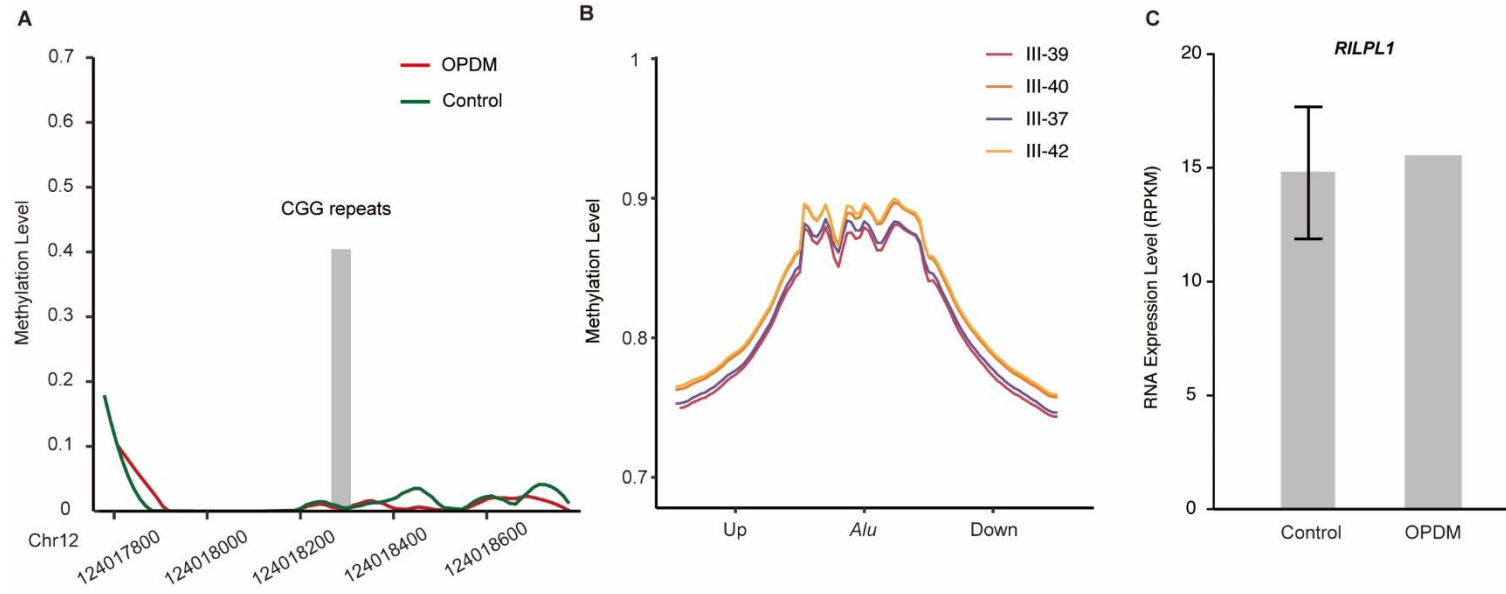 A
0.7
0.6
0.5
0.4
0.3
0.2
0.1
0
Methylation Level
OPDM
Control
CGG repeats
Chr12
124017800
124018000
124018200
124018400
124018600
B
1
0.9
0.8
0.7
Methylation Level
III-39
III-40
III-37
III-42
Up
Alu
Down
C
RILPL1
20
15
10
15
0
RNA Expression Level (RPKM)
Control
OPDM